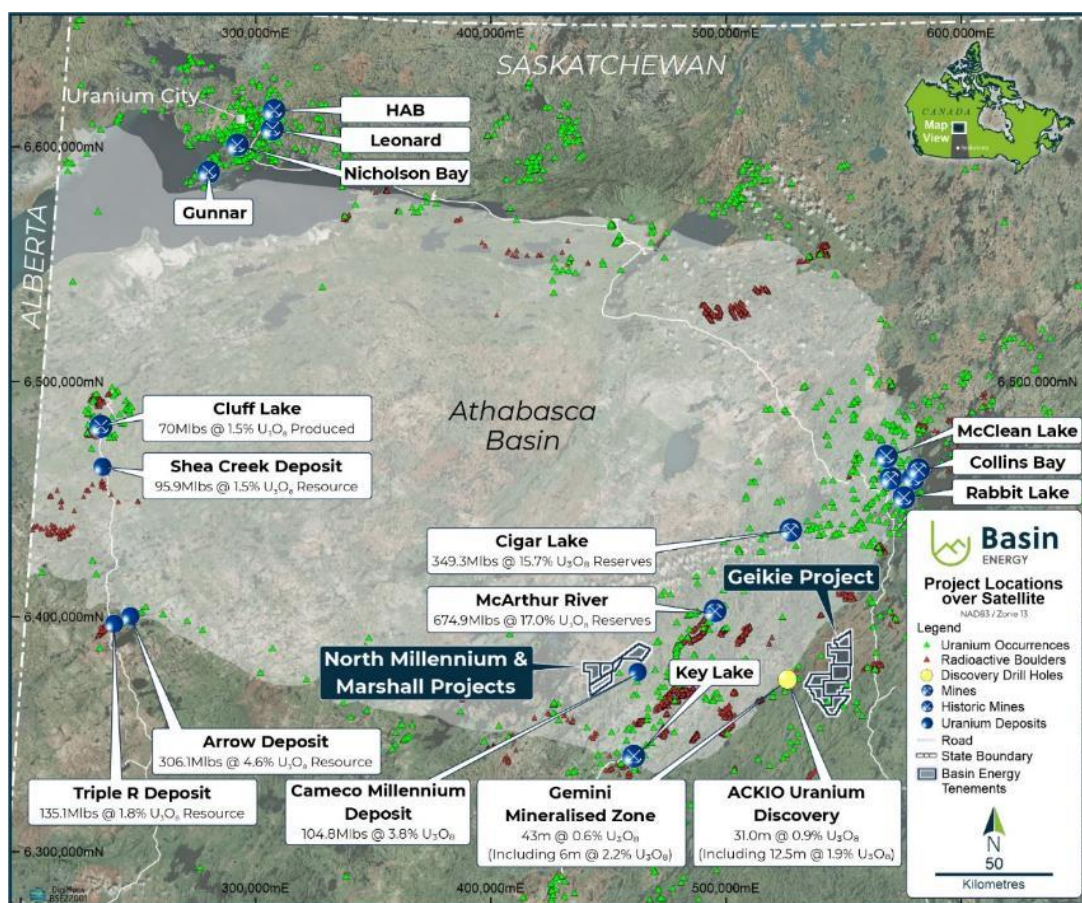 300,000mE
400,000mE
500,000mE
600,000mE
SASKATCHEWAN
CANADA
Map
View
Uranium City
HAB
Leonard
Nicholson Bay
Gunnar
6,600,000mN
6,600,000mN
ALBERTA
6,500,000mN
6,500,000mN
Athabasca
Basin
Cluff Lake
70Mlbs @ 1.5% U₃O₈ Produced
Shea Creek Deposit
95.9Mlbs @ 1.5% U₃O₈ Resource
McClean Lake
Collins Bay
Rabbit Lake
Cigar Lake
349.3Mlbs @ 15.7% U₃O₈ Reserves
McArthur River
674.9Mlbs @ 17.0% U₃O₈ Reserves
Geikie Project
6,400,000mN
North Millennium &
Marshall Projects
Key Lake
Arrow Deposit
306.1Mlbs @ 4.6% U₃O₈ Resource
Triple R Deposit
135.1Mlbs @ 1.8% U₃O₈ Resource
Cameco Millennium
Deposit
104.8Mlbs @ 3.8% U₃O₈
Gemini
Mineralised Zone
43m @ 0.6% U₃O₈
(Including 6m @ 2.2% U₃O₈)
ACKIO Uranium
Discovery
31.0m @ 0.9% U₃O₈
(Including 12.5m @ 1.9% U₃O₈)
6,300,000mN
300,000mE
400,000mE
500,000mE
Basin
ENERGY
Project Locations
over Satellite
NAD83 / Zone 13
Legend
Uranium Occurrences
Radioactive Boulders
Discovery Drill Holes
Mines
Historic Mines
Uranium Deposits
Road
State Boundary
Basin Energy
Tenements
N
50
Kilometres
BSE22001